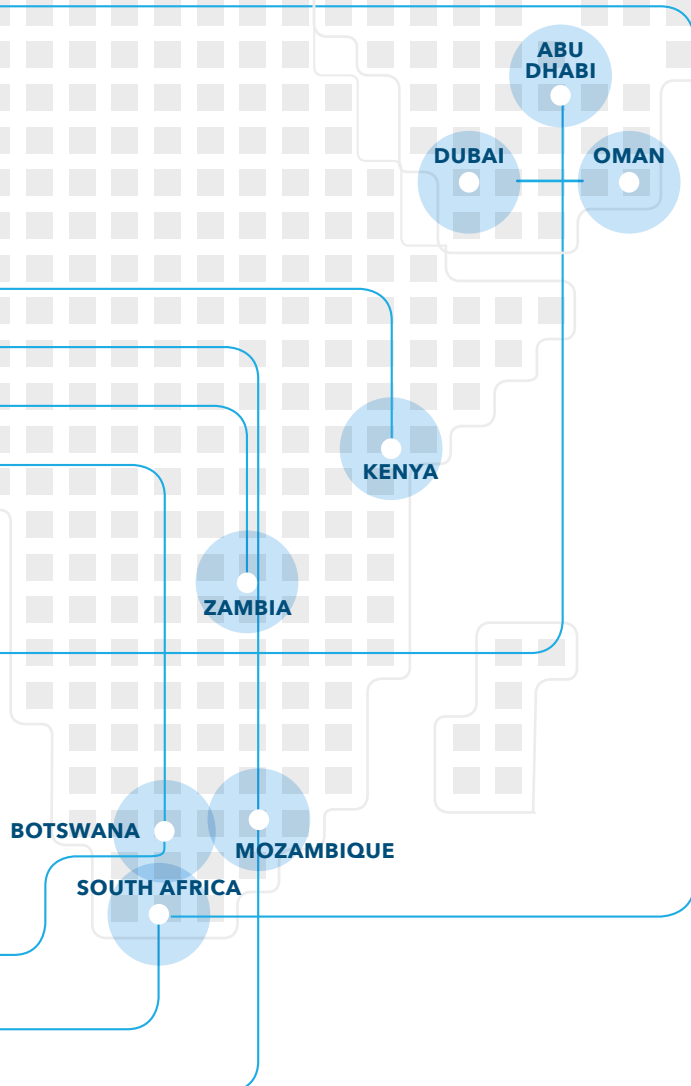 ABU
DHABI
DUBAI
OMAN
KENYA
ZAMBIA
BOTSWANA
MOZAMBIQUE
SOUTH AFRICA